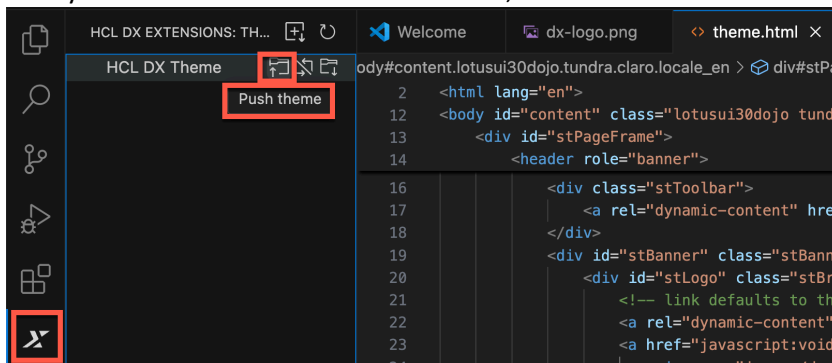 HCL DX EXTENSIONS: TH...
Welcome
dx-logo.png
theme.html
HCL DX Theme
Push theme
ody#content.lotusui30dojo.tundra.claro.locale_en > div#stPa
2 <html lang="en">
12 <body id="content" class="lotusui30dojo tund
13 <div id="stPageFrame">
14 <header role="banner">
16 <div class="stToolbar">
17 <a rel="dynamic-content" hre
18 </div>
19 <div id="stBanner" class="stBann
20 <div id="stLogo" class="stBr
21 <!-- link defaults to th
22 <a rel="dynamic-content"
23 <a href="javascript:void